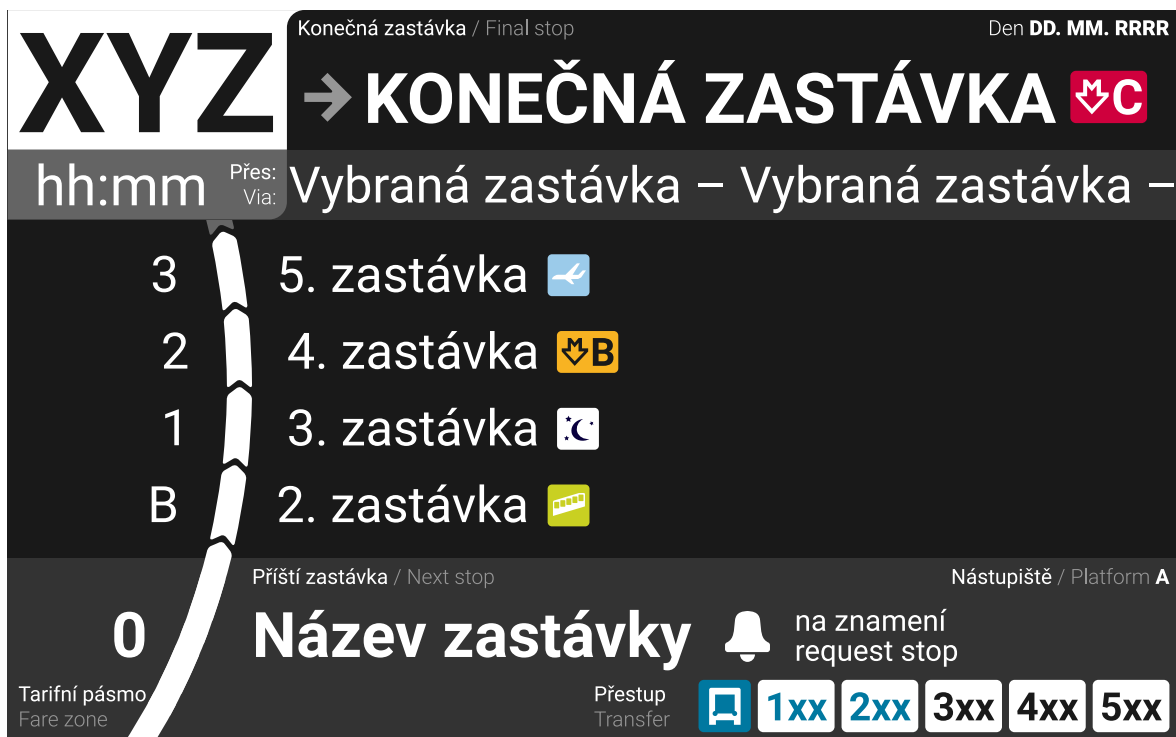 XYZ
Konečná zastávka / Final stop
Den DD. MM. RRRR
KONEČNÁ ZASTÁVKA C
hh:mm
Přes:
Via:
Vybraná zastávka – Vybraná zastávka –
3 5. zastávka
2 4. zastávka B
1 3. zastávka
B 2. zastávka
Příští zastávka / Next stop
Nástupiště / Platform A
0 Název zastávky
na znamení
request stop
Tarifní pásmo
Fare zone
Přestup
Transfer
1xx 2xx 3xx 4xx 5xx